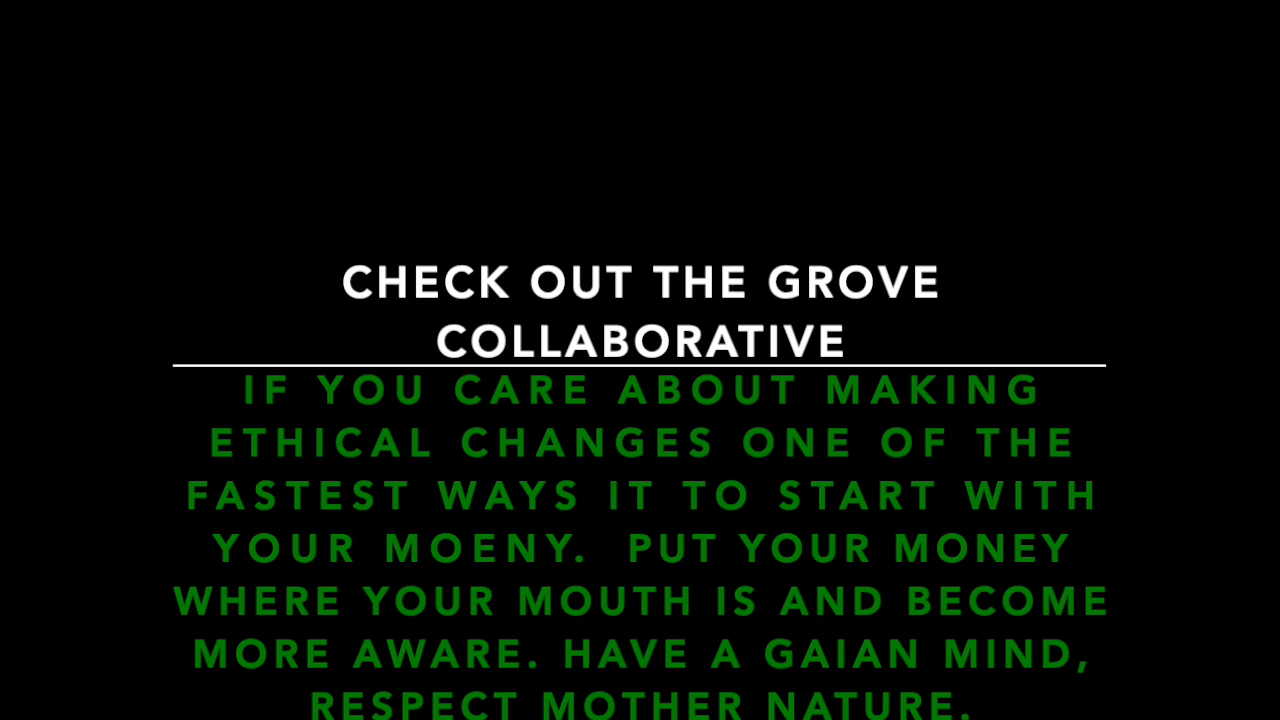 CHECK OUT THE GROVE
COLLABORATIVE
IF YOU CARE ABOUT MAKING
ETHICAL CHANGES ONE OF THE
FASTEST WAYS IT TO START WITH
YOUR MOENY. PUT YOUR MONEY
WHERE YOUR MOUTH IS AND BECOME
MORE AWARE. HAVE A GAIAN MIND,
RESPECT MOTHER NATURE.